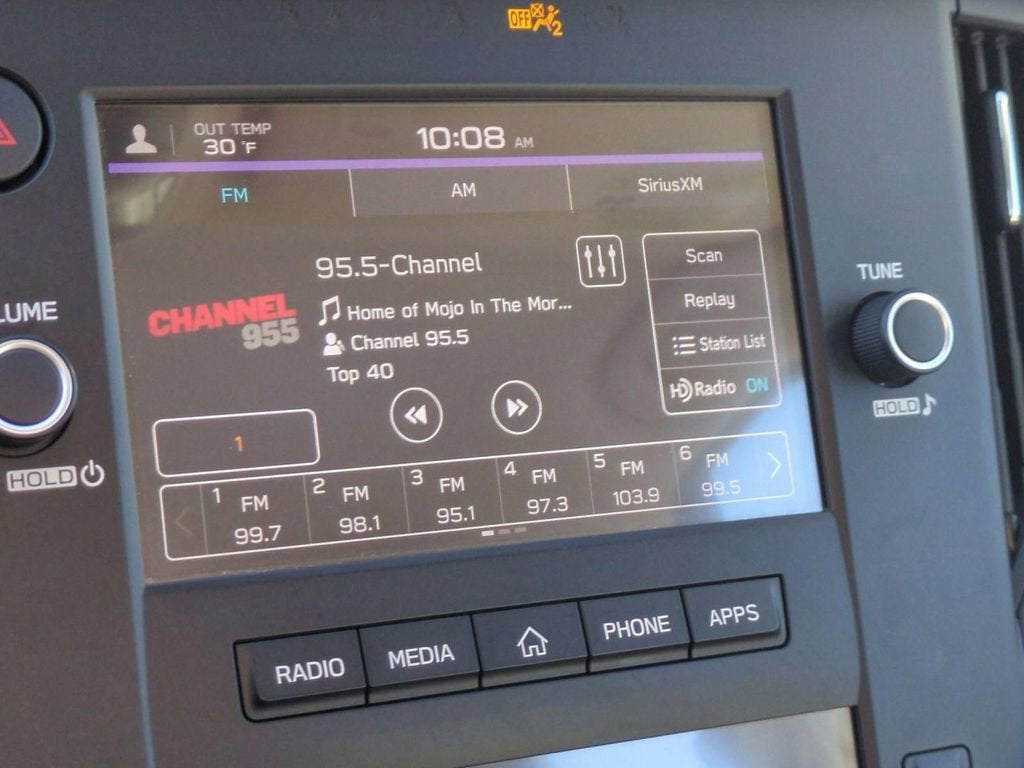 OFF 2
OUT TEMP
30 °F
10:08 AM
FM
AM
SiriusXM
95.5-Channel
CHANNEL
955
Home of Mojo In The Mor...
Channel 95.5
Top 40
Scan
Replay
Station List
HD Radio ON
1
1 FM 99.7
2 FM 98.1
3 FM 95.1
4 FM 97.3
5 FM 103.9
6 FM 99.5
LUME
HOLD
TUNE
HOLD
RADIO
MEDIA
PHONE
APPS